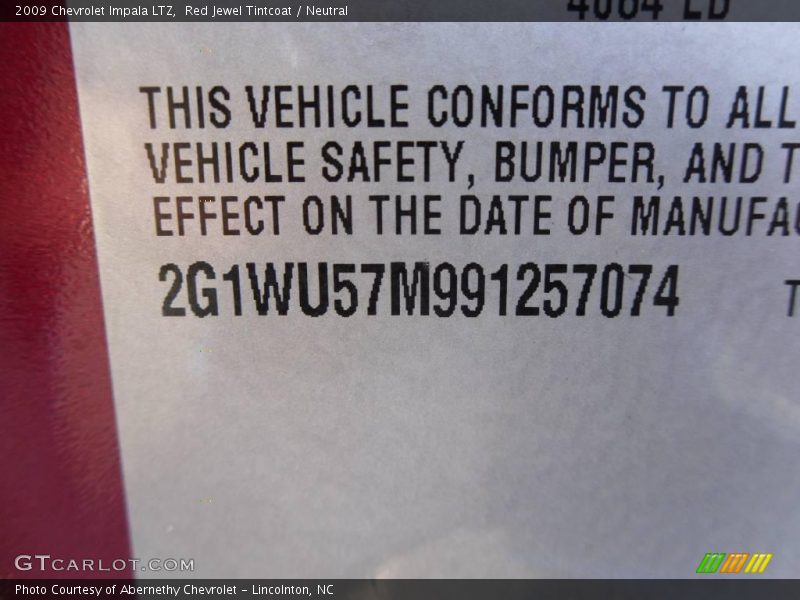 2009 Chevrolet Impala LTZ, Red Jewel Tintcoat / Neutral
THIS VEHICLE CONFORMS TO ALL
VEHICLE SAFETY, BUMPER, AND T
EFFECT ON THE DATE OF MANUFA
2G1WU57M991257074 T
GTCARLOT.COM
Photo Courtesy of Abernethy Chevrolet – Lincolnton, NC